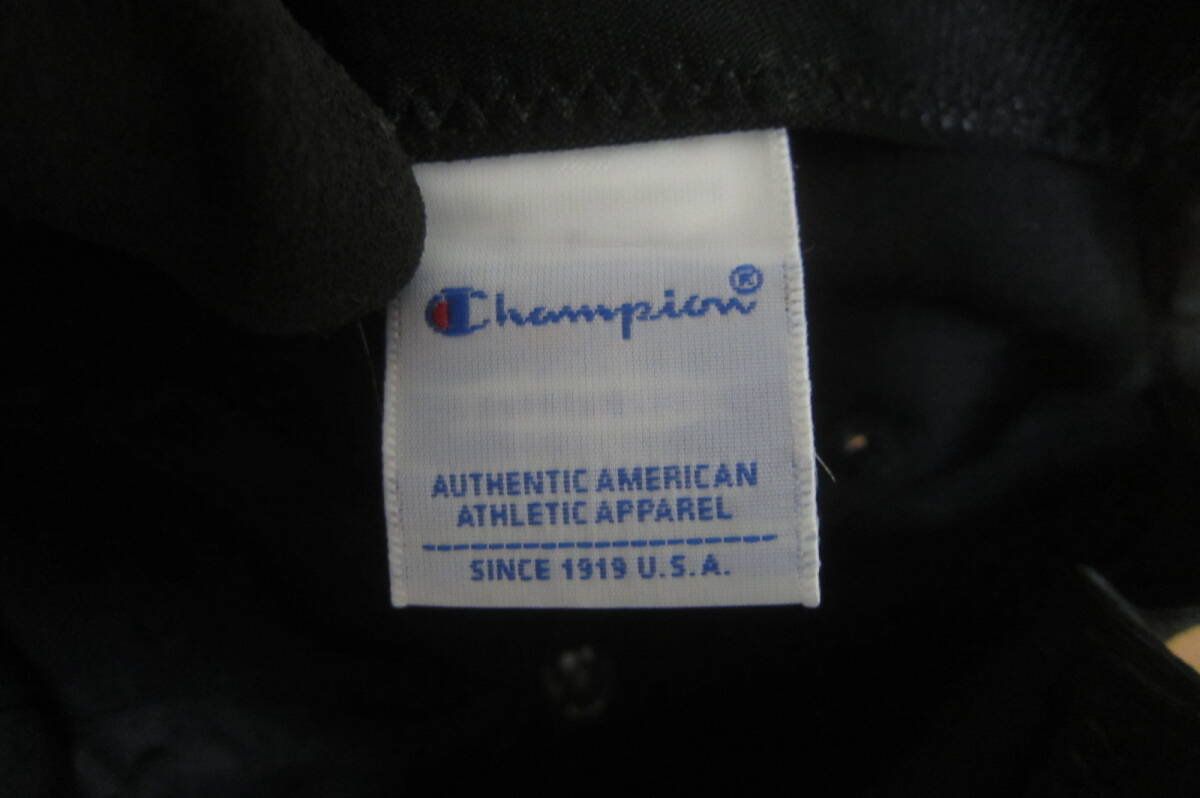 Champion®
AUTHENTIC AMERICAN
ATHLETIC APPAREL
SINCE 1919 U.S.A.